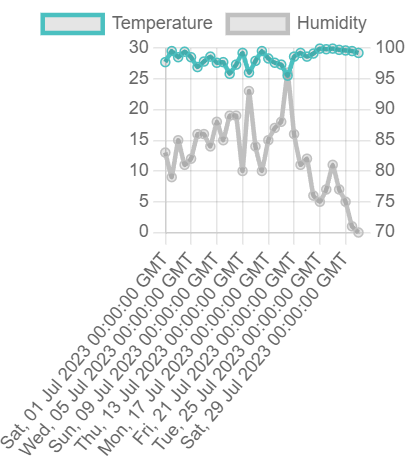 Temperature Humidity
30 100
25 95
20 90
15 85
10 80
5 75
0 70
Sat, 01 Jul 2023 00:00:00 GMT
Wed, 05 Jul 2023 00:00:00 GMT
Sun, 09 Jul 2023 00:00:00 GMT
Thu, 13 Jul 2023 00:00:00 GMT
Mon, 17 Jul 2023 00:00:00 GMT
Fri, 21 Jul 2023 00:00:00 GMT
Tue, 25 Jul 2023 00:00:00 GMT
Sat, 29 Jul 2023 00:00:00 GMT